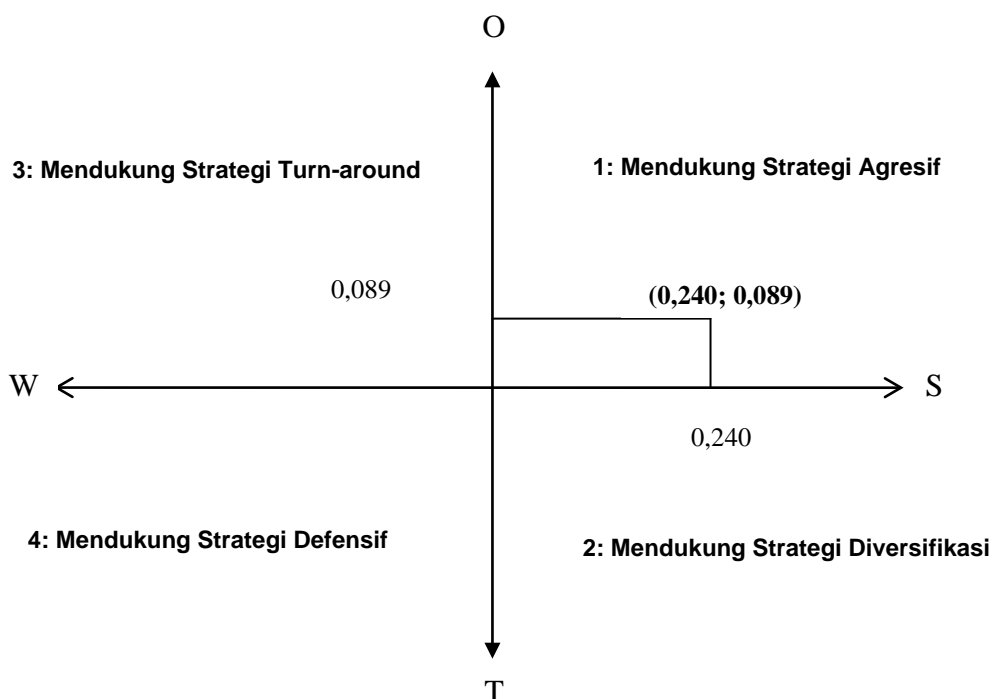 O
3: Mendukung Strategi Turn-around
1: Mendukung Strategi Agresif
0,089
(0,240; 0,089)
W
S
0,240
4: Mendukung Strategi Defensif
2: Mendukung Strategi Diversifikasi
T